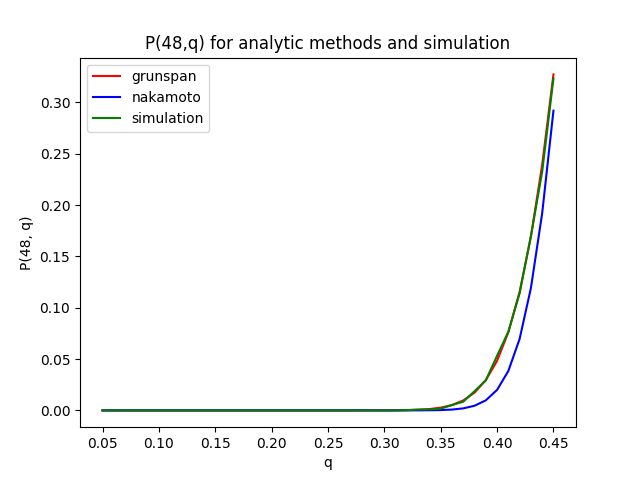 P(48,q) for analytic methods and simulation
grunspan
nakamoto
simulation
P(48, q)
0.30
0.25
0.20
0.15
0.10
0.05
0.00
0.05 0.10 0.15 0.20 0.25 0.30 0.35 0.40 0.45
q